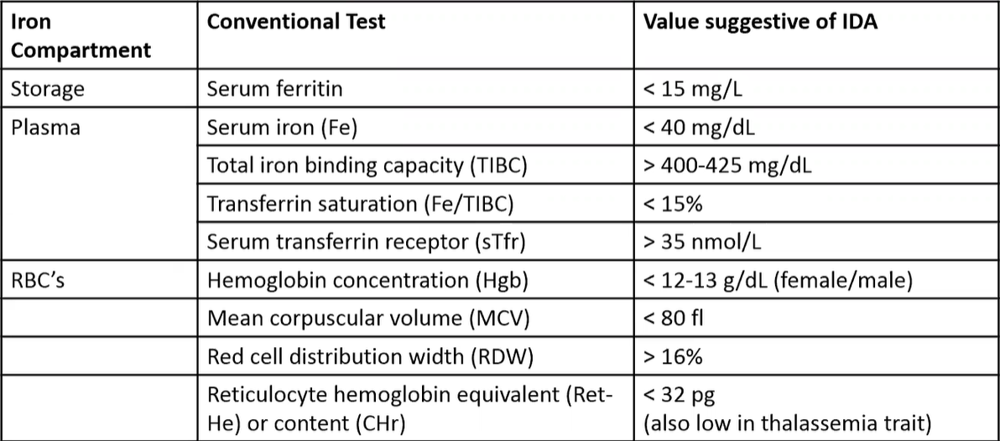 Iron Conventional Test Value suggestive of IDA
Compartment
Storage Serum ferritin < 15 mg/L
Plasma Serum iron (Fe) < 40 mg/dL
Total iron binding capacity (TIBC) > 400-425 mg/dL
Transferrin saturation (Fe/TIBC) < 15%
Serum transferrin receptor (sTfr) > 35 nmol/L
RBC’s Hemoglobin concentration (Hgb) < 12-13 g/dL (female/male)
Mean corpuscular volume (MCV) < 80 fl
Red cell distribution width (RDW) > 16%
Reticulocyte hemoglobin equivalent (Ret- < 32 pg
He) or content (CHr) (also low in thalassemia trait)